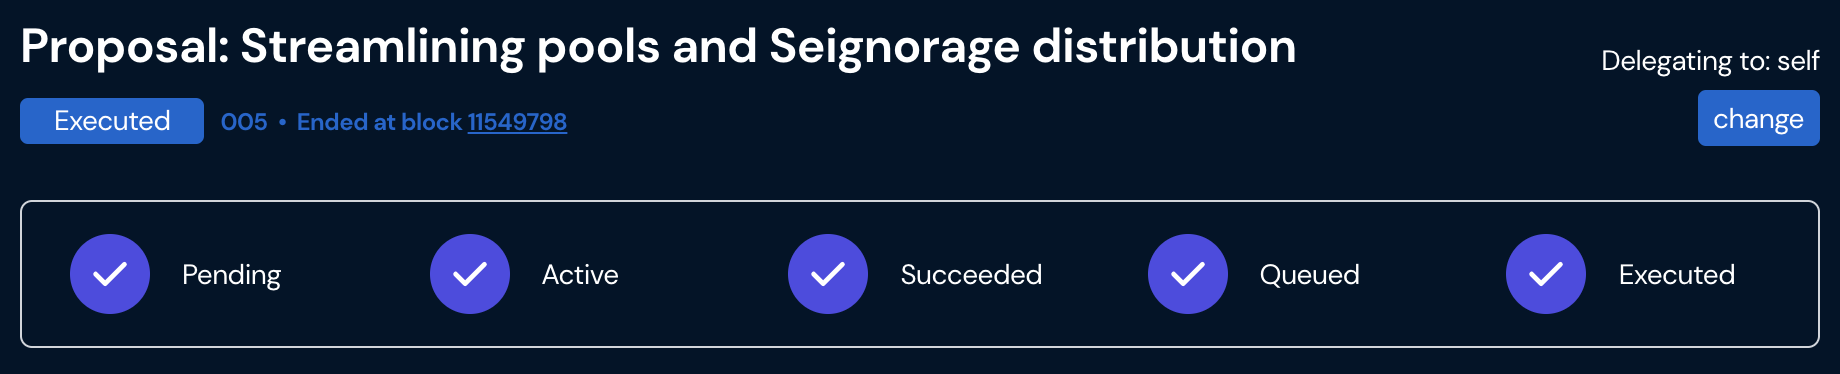 Proposal: Streamlining pools and Seignorage distribution
Delegating to: self
Executed 005 • Ended at block 11549798
change
Pending Active Succeeded Queued Executed